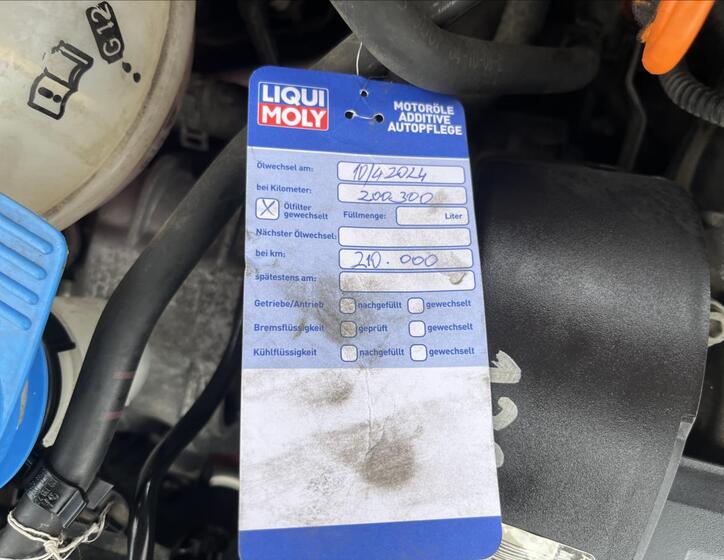 G12
LIQUI
MOLY
MOTORÖLE
ADDITIVE
AUTOPFLEGE
Ölwechsel am: 10/4 2024
bei Kilometer: 200.300
X Ölfilter
gewechselt Füllmenge: Liter
Nächster Ölwechsel:
bei km: 210.000
spätestens am:
Getriebe/Antrieb nachgefüllt gewechselt
Bremsflüssigkeit geprüft gewechselt
Kühlflüssigkeit nachgefüllt gewechselt